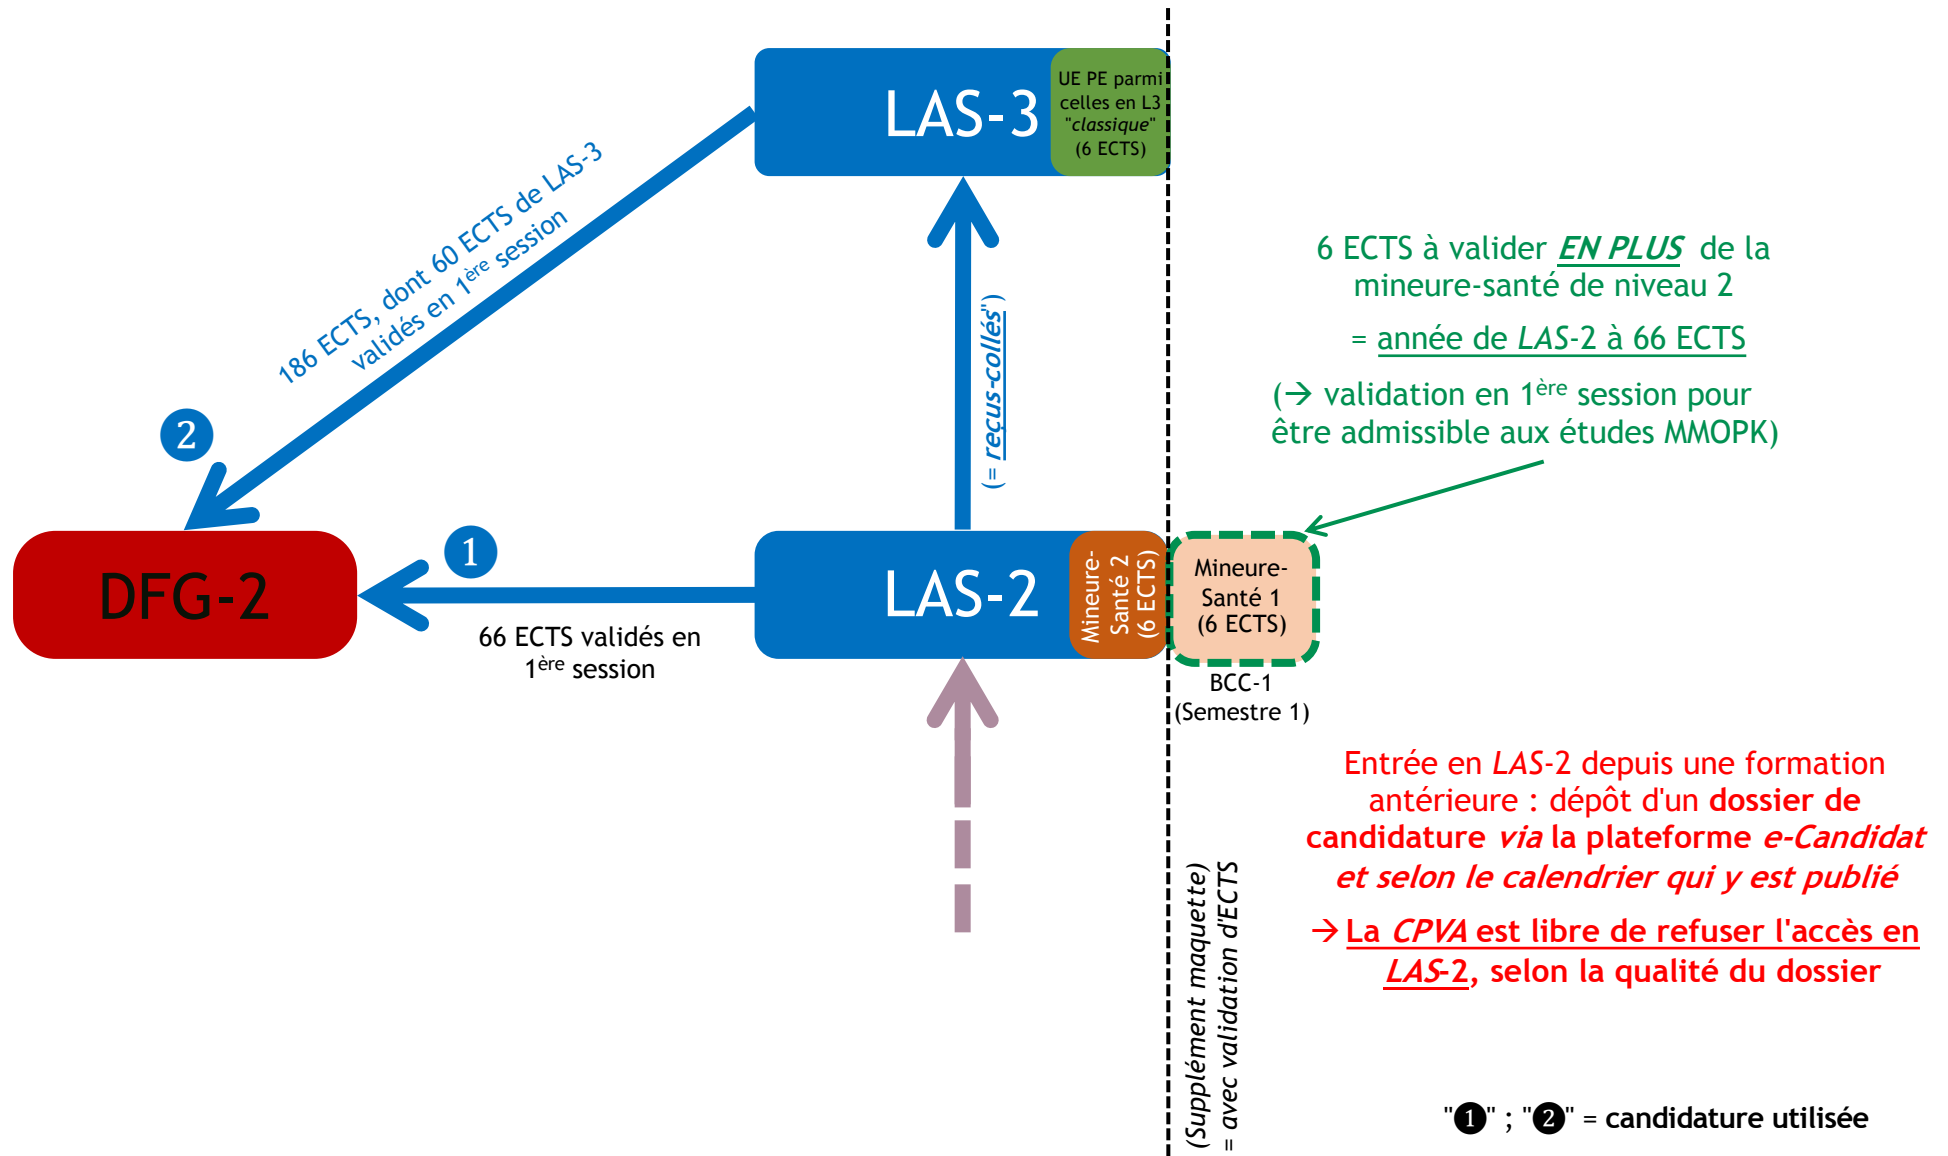 LAS-3
UE PE parmi
celles en L3
"classique"
(6 ECTS)
186 ECTS, dont 60 ECTS de LAS-3
validés en 1ère session
(= reçus-collés")
6 ECTS à valider EN PLUS de la
mineure-santé de niveau 2
= année de LAS-2 à 66 ECTS
(→ validation en 1ère session pour
être admissible aux études MMOPK)
❷
❶
DFG-2
66 ECTS validés en
1ère session
LAS-2
Mineure-
Santé 2
(6 ECTS)
Mineure-
Santé 1
(6 ECTS)
BCC-1
(Semestre 1)
Entrée en LAS-2 depuis une formation
antérieure : dépôt d'un dossier de
candidature via la plateforme e-Candidat
et selon le calendrier qui y est publié
→ La CPVA est libre de refuser l'accès en
LAS-2, selon la qualité du dossier
(Supplément maquette)
= avec validation d'ECTS
"❶" ; "❷" = candidature utilisée